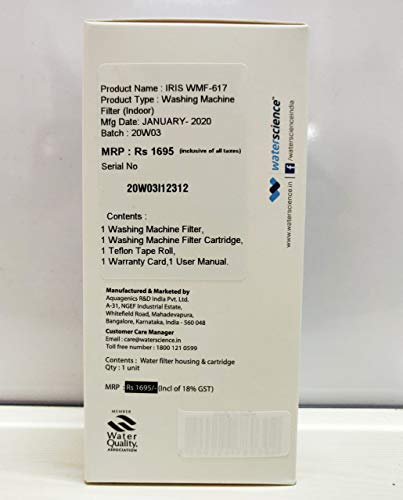 Product Name : IRIS WMF-617
Product Type : Washing Machine
Filter (Indoor)
Mfg Date: JANUARY- 2020
Batch : 20W03
MRP : Rs 1695 (inclusive of all taxes)
Serial No
20W03I12312
Contents :
1 Washing Machine Filter,
1 Washing Machine Filter Cartridge,
1 Teflon Tape Roll,
1 Warranty Card,1 User Manual.
waterscience™
www.waterscience.in | /waterscienceindia
Manufactured & Marketed by
Aquagenics R&D India Pvt. Ltd.
A-31, NGEF Industrial Estate,
Whitefield Road, Mahadevapura,
Bangalore, Karnataka, India - 560 048
Customer Care Manager
Email : care@waterscience.in
Toll free number : 1800 121 0599
Contents : Water filter housing & cartridge
Qty : 1 unit
MRP : Rs 1695/- (Incl of 18% GST)
MEMBER
Water
Quality
ASSOCIATION